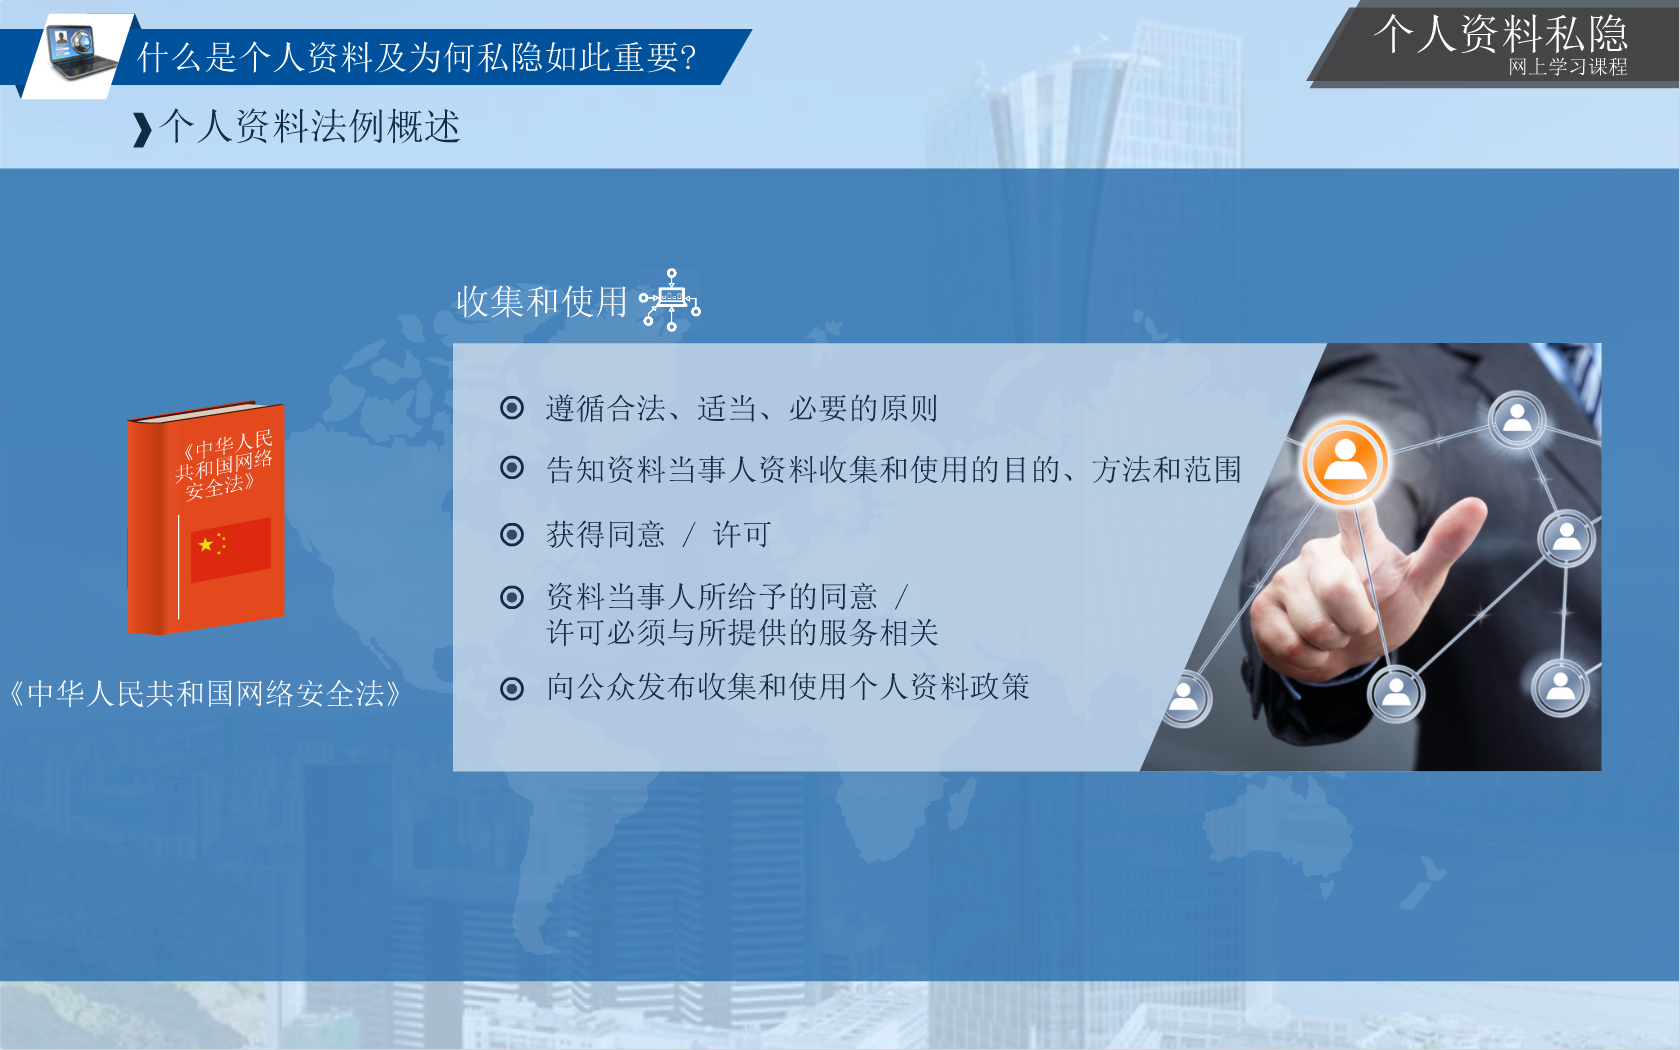 什么是个人资料及为何私隐如此重要?
个人资料私隐
网上学习课程
个人资料法例概述
收集和使用
遵循合法、适当、必要的原则
告知资料当事人资料收集和使用的目的、方法和范围
获得同意 / 许可
资料当事人所给予的同意 /
许可必须与所提供的服务相关
向公众发布收集和使用个人资料政策
《中华人民
共和国网络
安全法》
《中华人民共和国网络安全法》